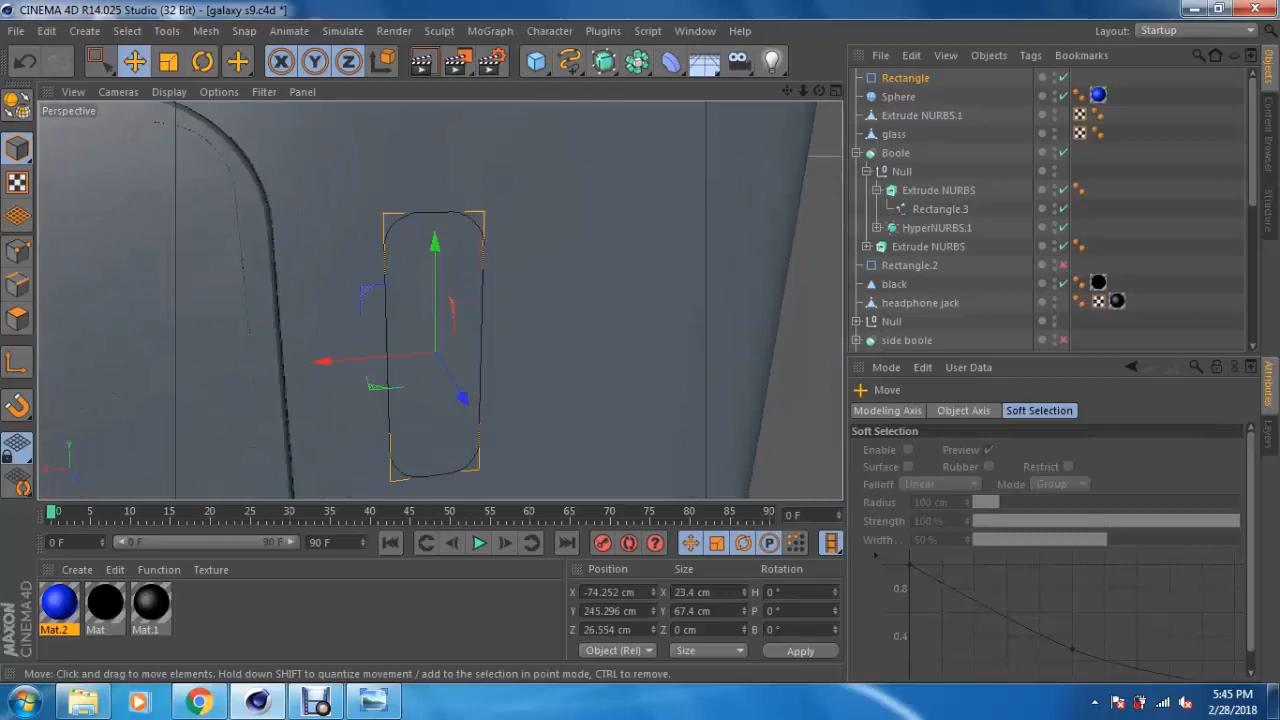 CINEMA 4D R14.025 Studio (32 Bit) - [galaxy s9.c4d *]
File Edit Create Select Tools Mesh Snap Animate Simulate Render Sculpt MoGraph Character Plugins Script Window Help
Layout: Startup
X Y Z
View Cameras Display Options Filter Panel
Perspective
Y
File Edit View Objects Tags Bookmarks
Rectangle
Sphere
Extrude NURBS.1
glass
Boole
Null
Extrude NURBS
Rectangle.3
HyperNURBS.1
Extrude NURBS
Rectangle.2
black
headphone jack
Null
side boole
Objects
Content Browser
Structure
Mode Edit User Data
Move
Modeling Axis Object Axis Soft Selection
Soft Selection
Enable Preview
Surface Rubber Restrict
Falloff Linear Mode Group
Radius 100 cm
Strength 100 %
Width . . 50 %
0.8
0.4
Attributes
Layers
0 5 10 15 20 25 30 35 40 45 50 55 60 65 70 75 80 85 90 0 F
0 F 0 F 90 F 90 F
P
Create Edit Function Texture
Mat.2 Mat Mat.1
Position Size Rotation
X -74.252 cm X 23.4 cm H 0 °
Y 245.296 cm Y 67.4 cm P 0 °
Z 26.554 cm Z 0 cm B 0 °
Object (Rel) Size Apply
MAXON CINEMA 4D
Move: Click and drag to move elements. Hold down SHIFT to quantize movement / add to the selection in point mode, CTRL to remove.
5:45 PM
2/28/2018